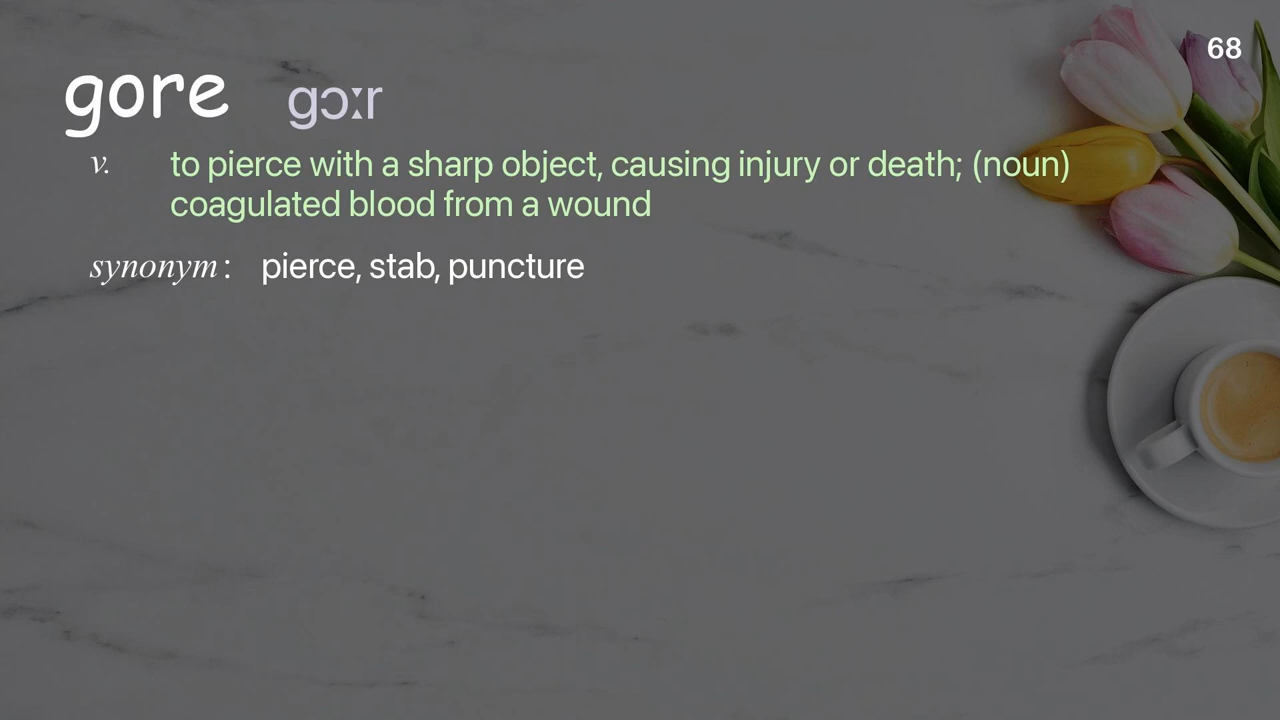 68
gore gɔːr
v. to pierce with a sharp object, causing injury or death; (noun)
coagulated blood from a wound
synonym: pierce, stab, puncture